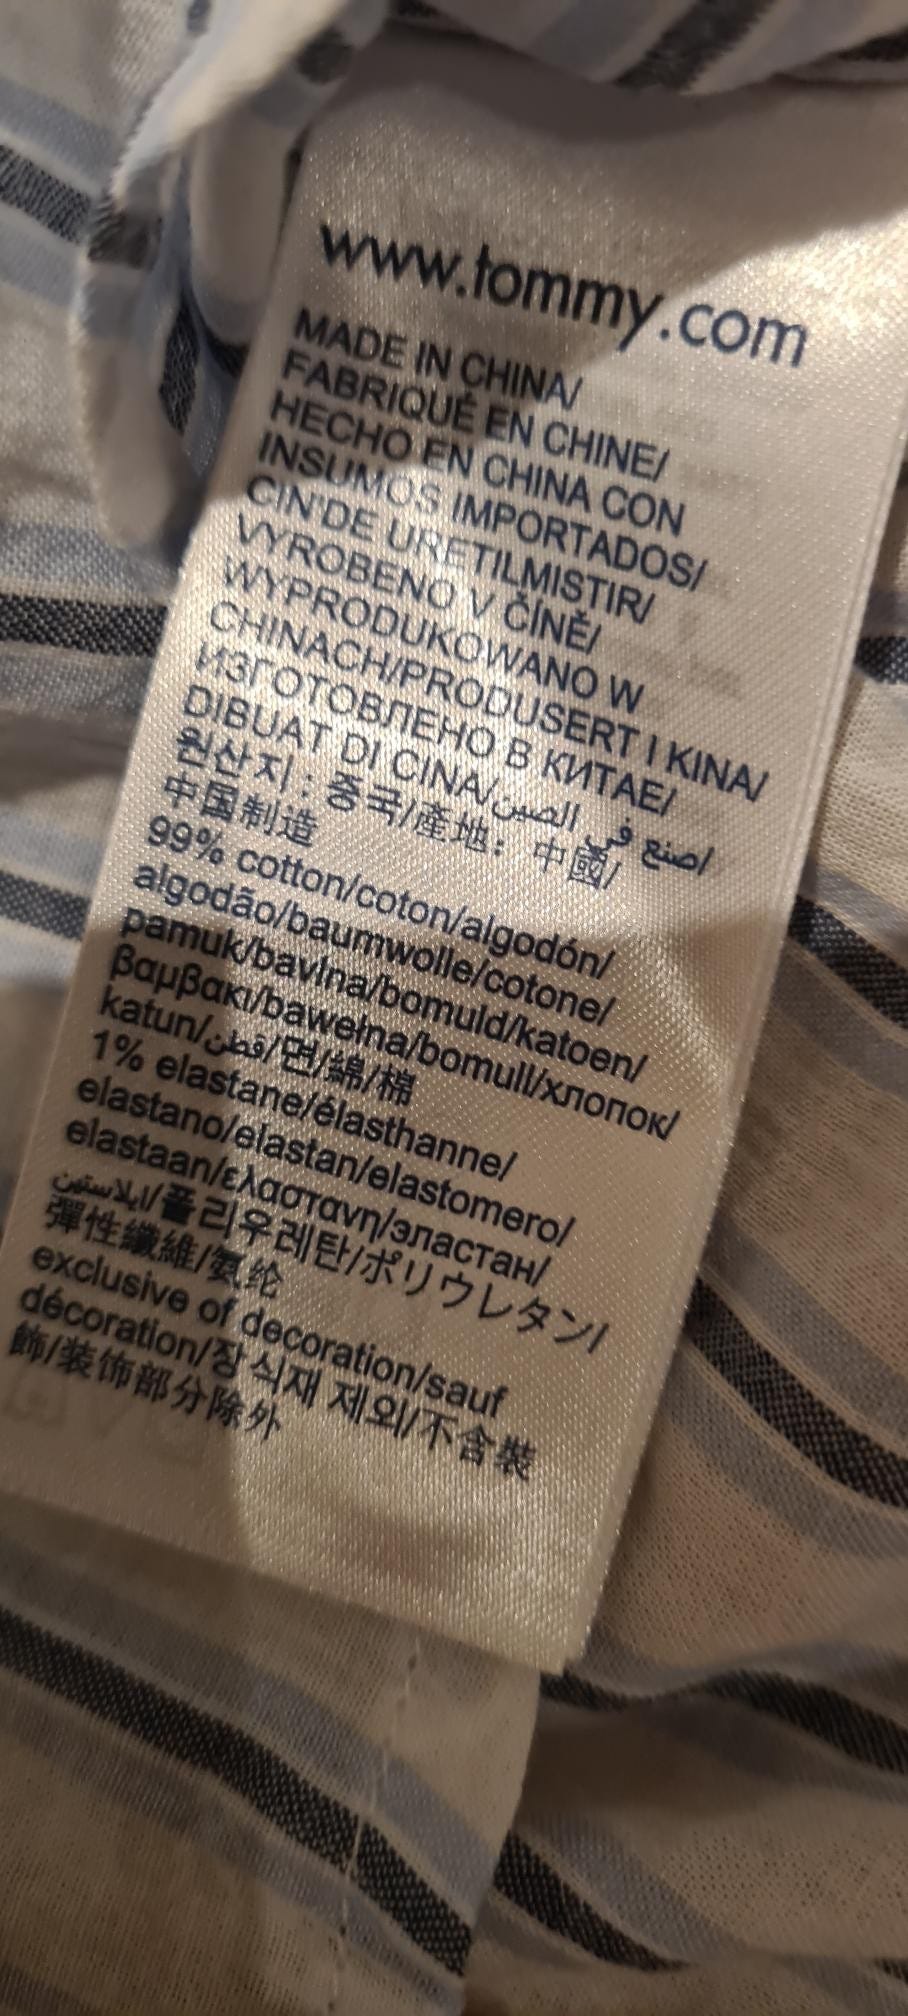 www.tommy.com
MADE IN CHINA/
FABRIQUÉ EN CHINE/
HECHO EN CHINA CON
INSUMOS IMPORTADOS/
CIN'DE URETILMISTIR/
VYROBENO V ČÍNĚ/
WYPRODUKOWANO W
CHINACH/PRODUSERT I KINA/
ИЗГОТОВЛЕНО В КИТАЕ/
DIBUAT DI CINA/صنع في الصين/
원산지: 중국/產地: 中國/
中国制造
99% cotton/coton/algodón/
algodão/baumwolle/cotone/
pamuk/bavlna/bomuld/katoen/
βαμβακι/bawełna/bomull/хлопок/
katun/قطن/면/綿/棉
1% elastane/élasthanne/
elastano/elastan/elastomero/
elastaan/ελαστανη/эластан/
ايلاستين/폴리우레탄/ポリウレタン/
彈性纖維/氨纶
exclusive of decoration/sauf
décoration/장식재 제외/不含裝
飾/装饰部分除外